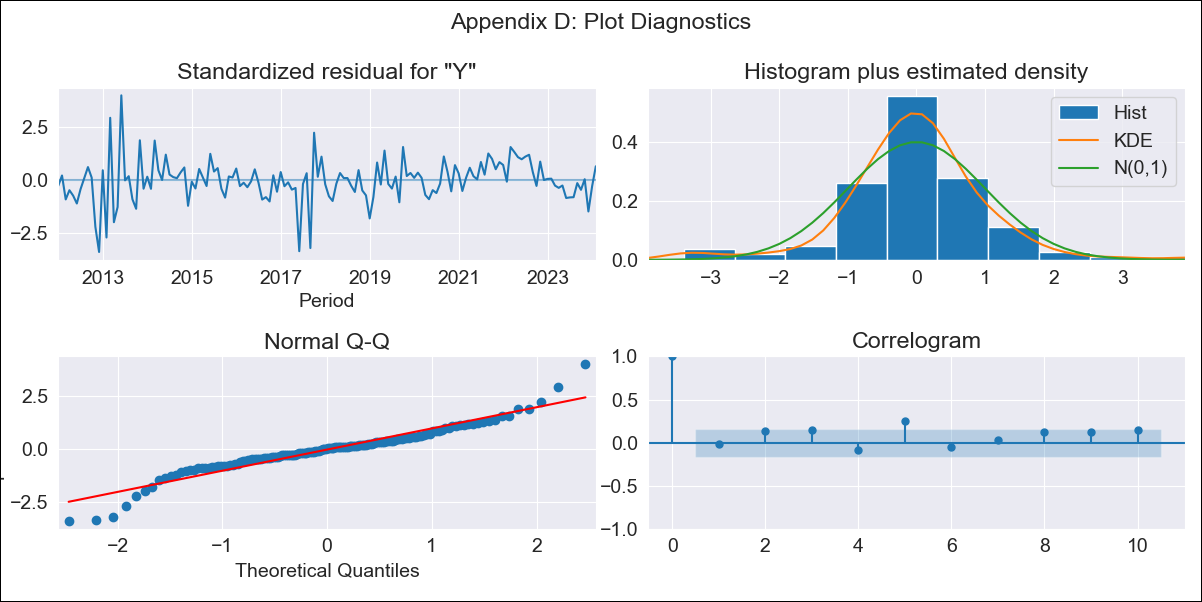 Appendix D: Plot Diagnostics
Standardized residual for "Y"
2.5
0.0
−2.5
2013 2015 2017 2019 2021 2023
Period
Histogram plus estimated density
0.4
0.2
0.0
−3 −2 −1 0 1 2 3
Hist
KDE
N(0,1)
Normal Q-Q
2.5
0.0
−2.5
−2 −1 0 1 2
Theoretical Quantiles
Correlogram
1.0
0.5
0.0
−0.5
−1.0
0 2 4 6 8 10